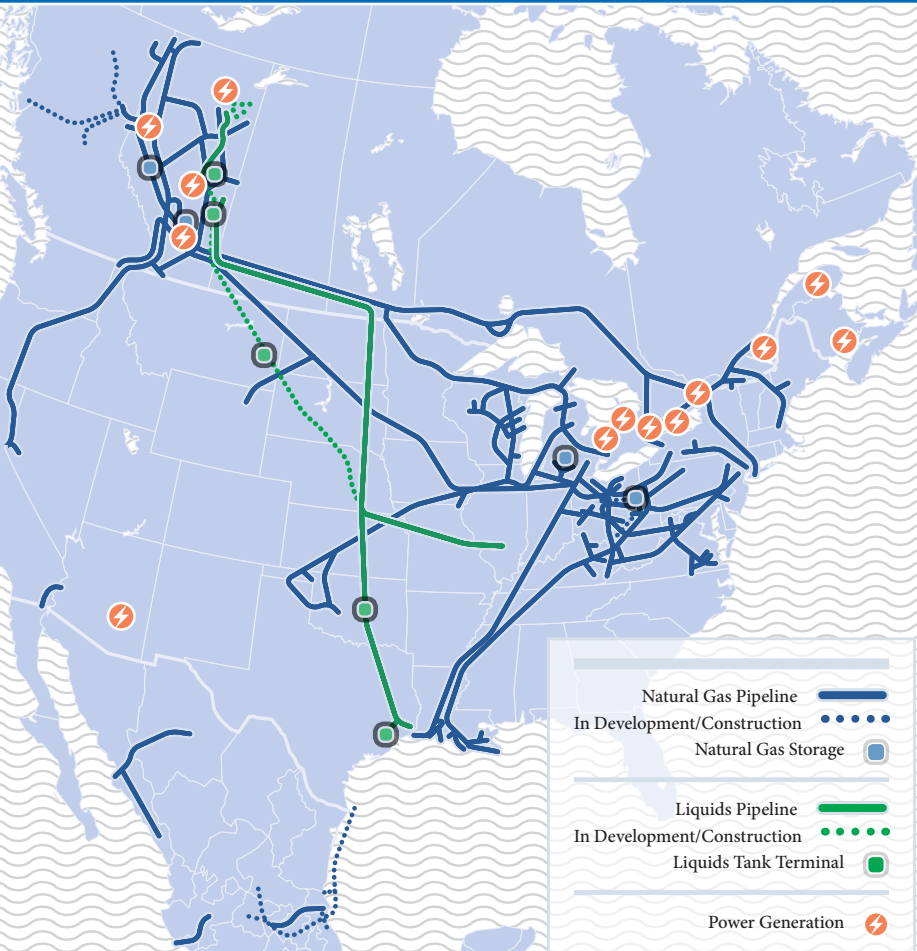 Natural Gas Pipeline
In Development/Construction
Natural Gas Storage
Liquids Pipeline
In Development/Construction
Liquids Tank Terminal
Power Generation